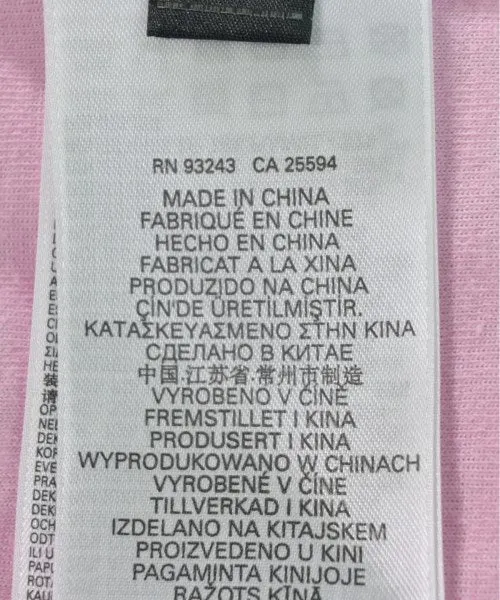 RN 93243 CA 25594
MADE IN CHINA
FABRIQUÉ EN CHINE
HECHO EN CHINA
FABRICAT A LA XINA
PRODUZIDO NA CHINA
ÇİN'DE ÜRETİLMİŞTİR.
ΚΑΤΑΣΚΕΥΑΣΜΕΝΟ ΣΤΗΝ ΚΙΝΑ
СДЕЛАНО В КИТАЕ
中国.江苏省.常州市制造
VYROBENO V ČÍNĚ
FREMSTILLET I KINA
PRODUSERT I KINA
WYPRODUKOWANO W CHINACH
VYROBENÉ V ČÍNE
TILLVERKAD I KINA
IZDELANO NA KITAJSKEM
PROIZVEDENO U KINI
PAGAMINTA KINIJOJE
RAŽOTS ĶĪNĀ